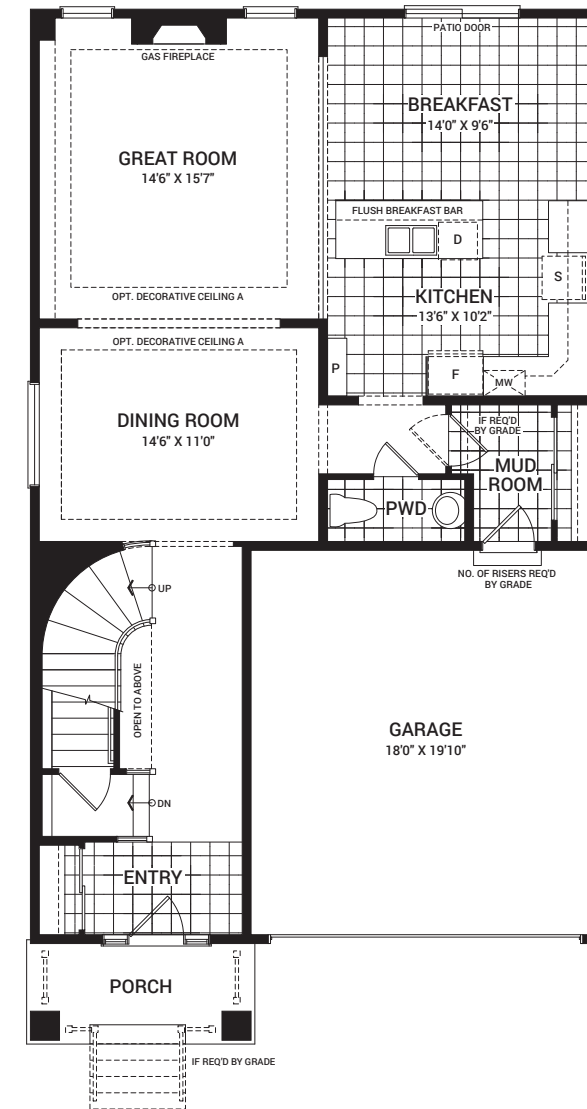 PATIO DOOR
GAS FIREPLACE
BREAKFAST
14'0" X 9'6"
GREAT ROOM
14'6" X 15'7"
FLUSH BREAKFAST BAR
D
S
OPT. DECORATIVE CEILING A
KITCHEN
13'6" X 10'2"
OPT. DECORATIVE CEILING A
P
F
MW
DINING ROOM
14'6" X 11'0"
IF REQ'D
BY GRADE
MUD
ROOM
PWD
NO. OF RISERS REQ'D
BY GRADE
UP
OPEN TO ABOVE
GARAGE
18'0" X 19'10"
DN
ENTRY
PORCH
IF REQ'D BY GRADE